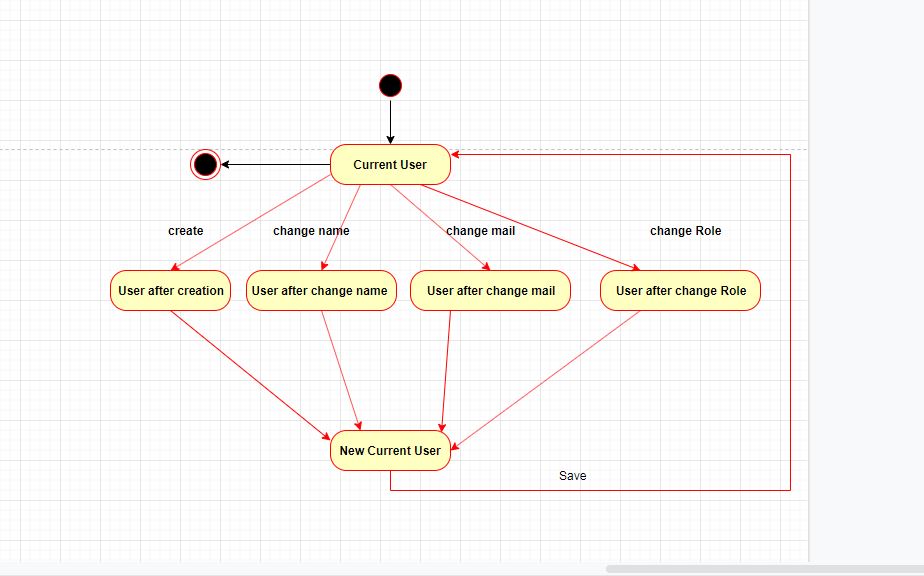 Current User
create
change name
change mail
change Role
User after creation
User after change name
User after change mail
User after change Role
New Current User
Save